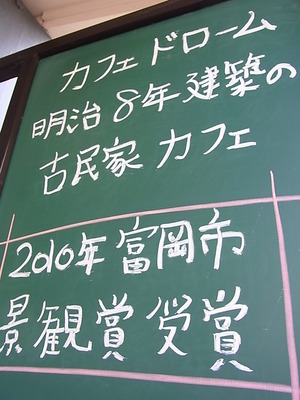 カフェ ドローム
明治 8年 建築の
古民家 カフェ
2010年 富岡市
景観賞 受賞